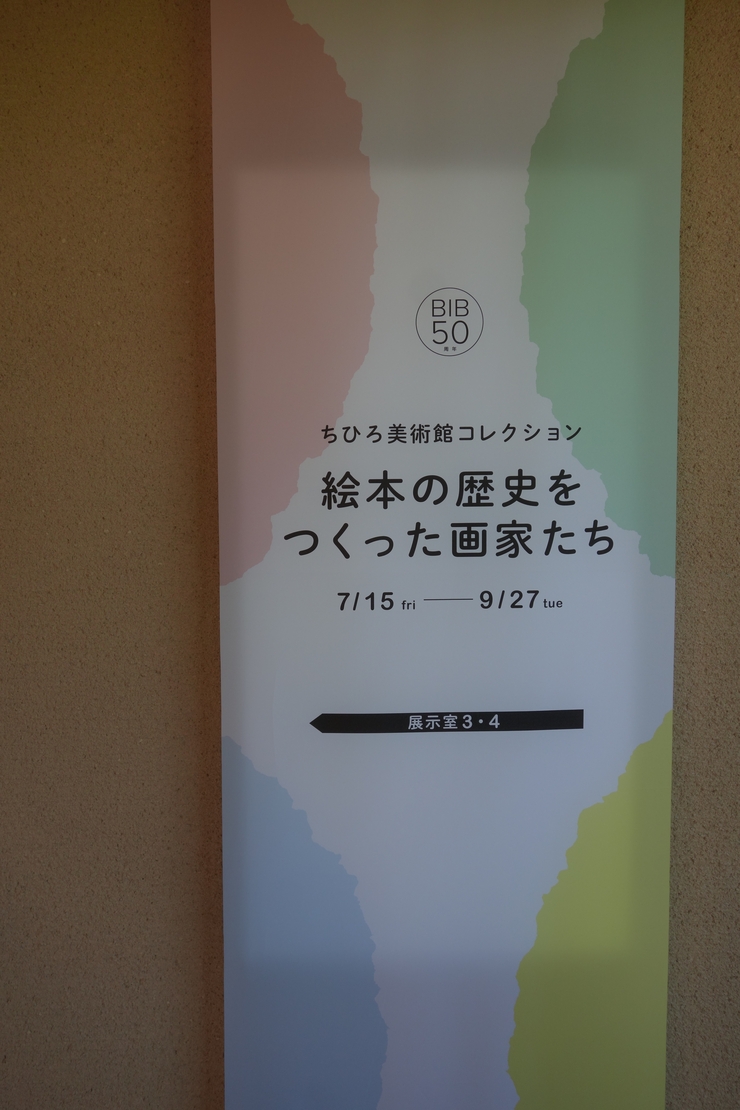 BIB
50
周年
ちひろ美術館コレクション
絵本の歴史を
つくった画家たち
7/15 fri — 9/27 tue
展示室3・4